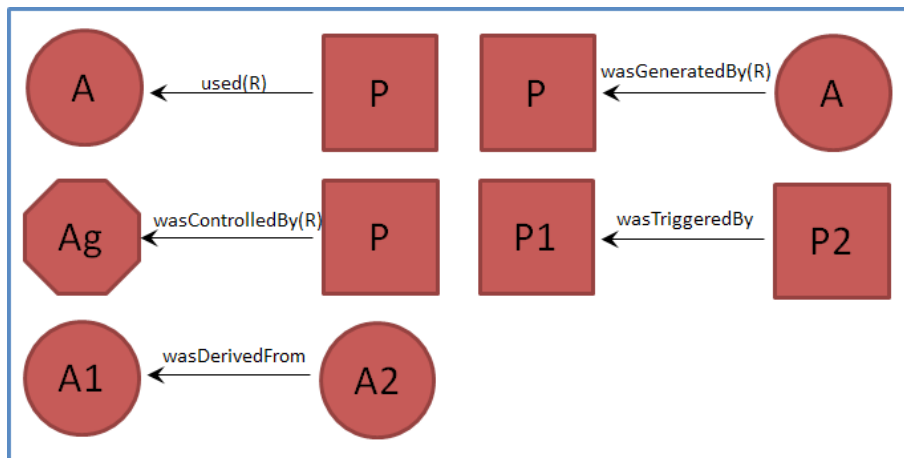 A
used(R)
P
P
wasGeneratedBy(R)
A
Ag
wasControlledBy(R)
P
P1
wasTriggeredBy
P2
A1
wasDerivedFrom
A2